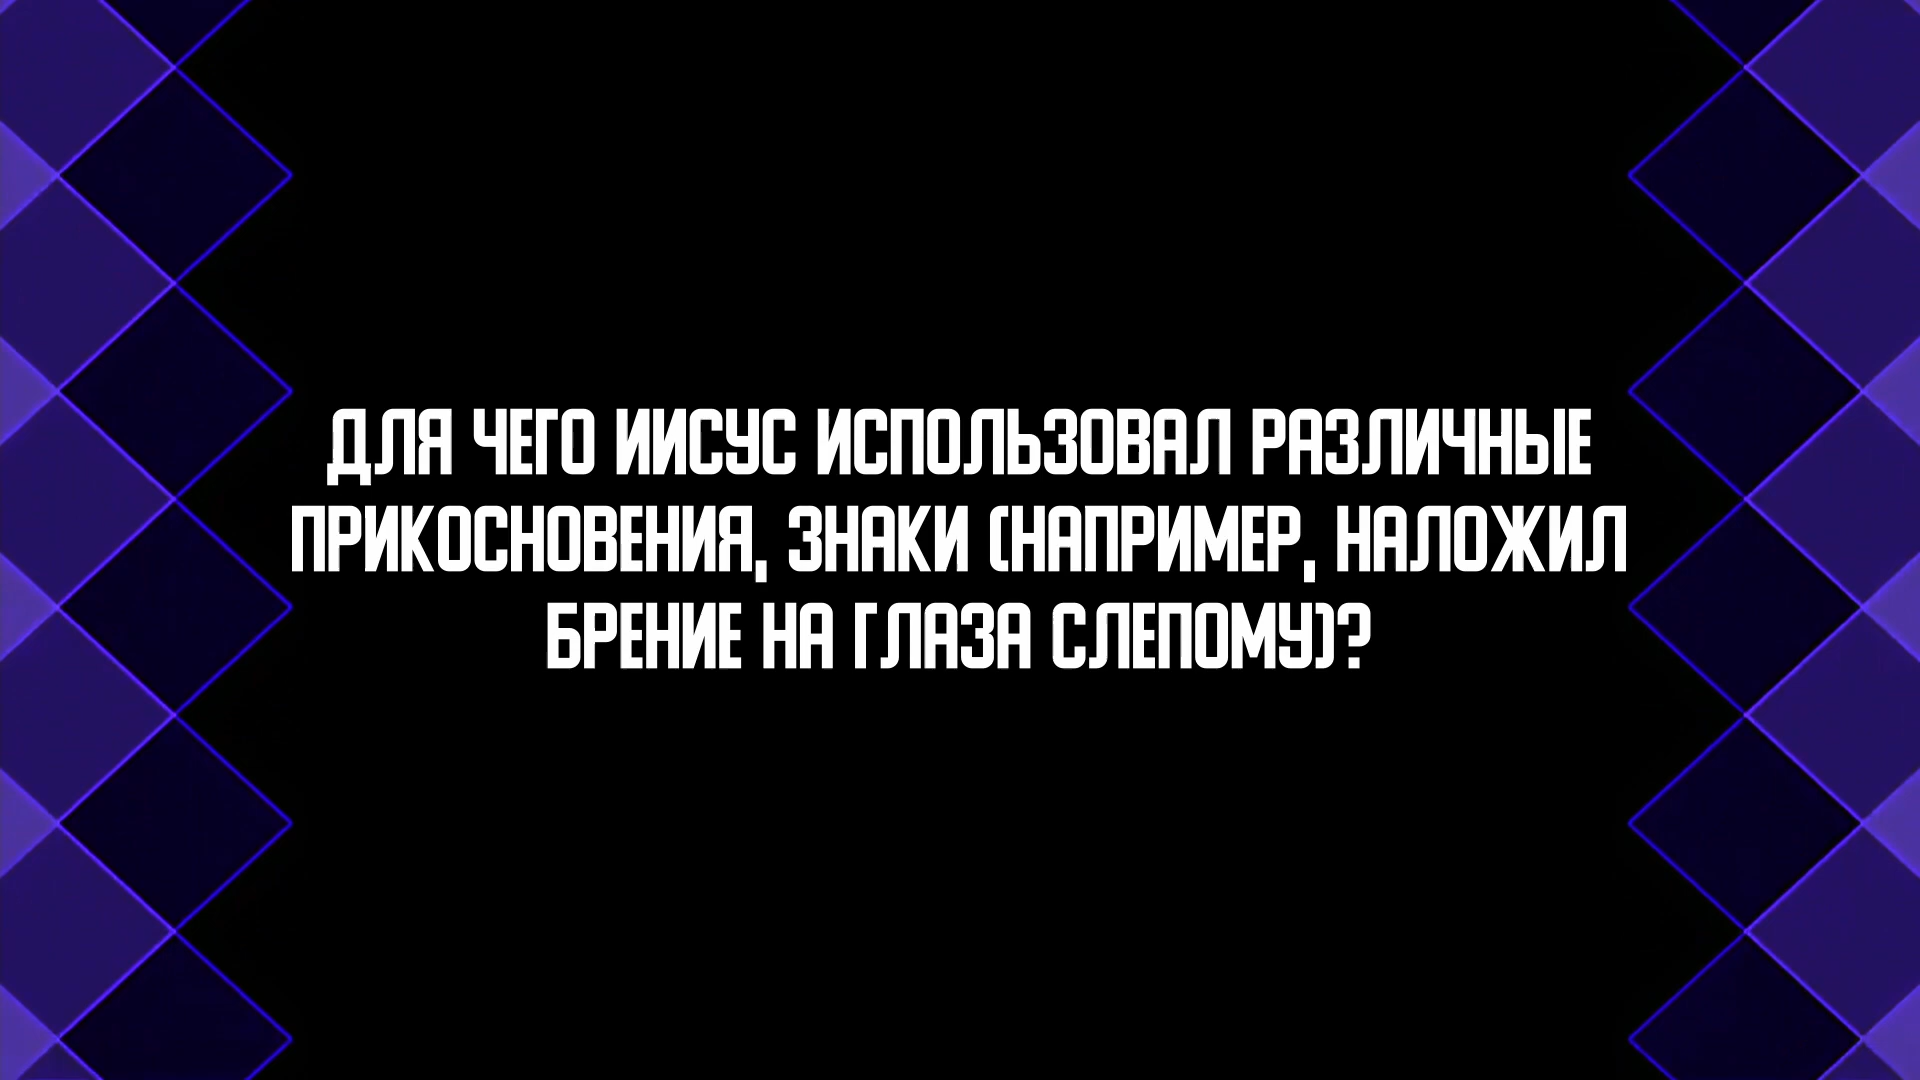 ДЛЯ ЧЕГО ИИСУС ИСПОЛЬЗОВАЛ РАЗЛИЧНЫЕ
ПРИКОСНОВЕНИЯ, ЗНАКИ (НАПРИМЕР, НАЛОЖИЛ
БРЕНИЕ НА ГЛАЗА СЛЕПОМУ)?